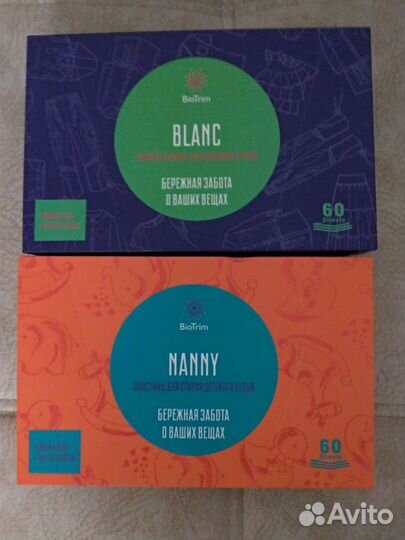 BioTrim
BLANC
БЕРЕЖНАЯ ЗАБОТА
О ВАШИХ ВЕЩАХ
60
Sheets
BioTrim
NANNY
ПЛАСТИНЫ ДЛЯ СТИРКИ ДЕТСКОГО БЕЛЬЯ
БЕРЕЖНАЯ ЗАБОТА
О ВАШИХ ВЕЩАХ
60
Sheets
Avito